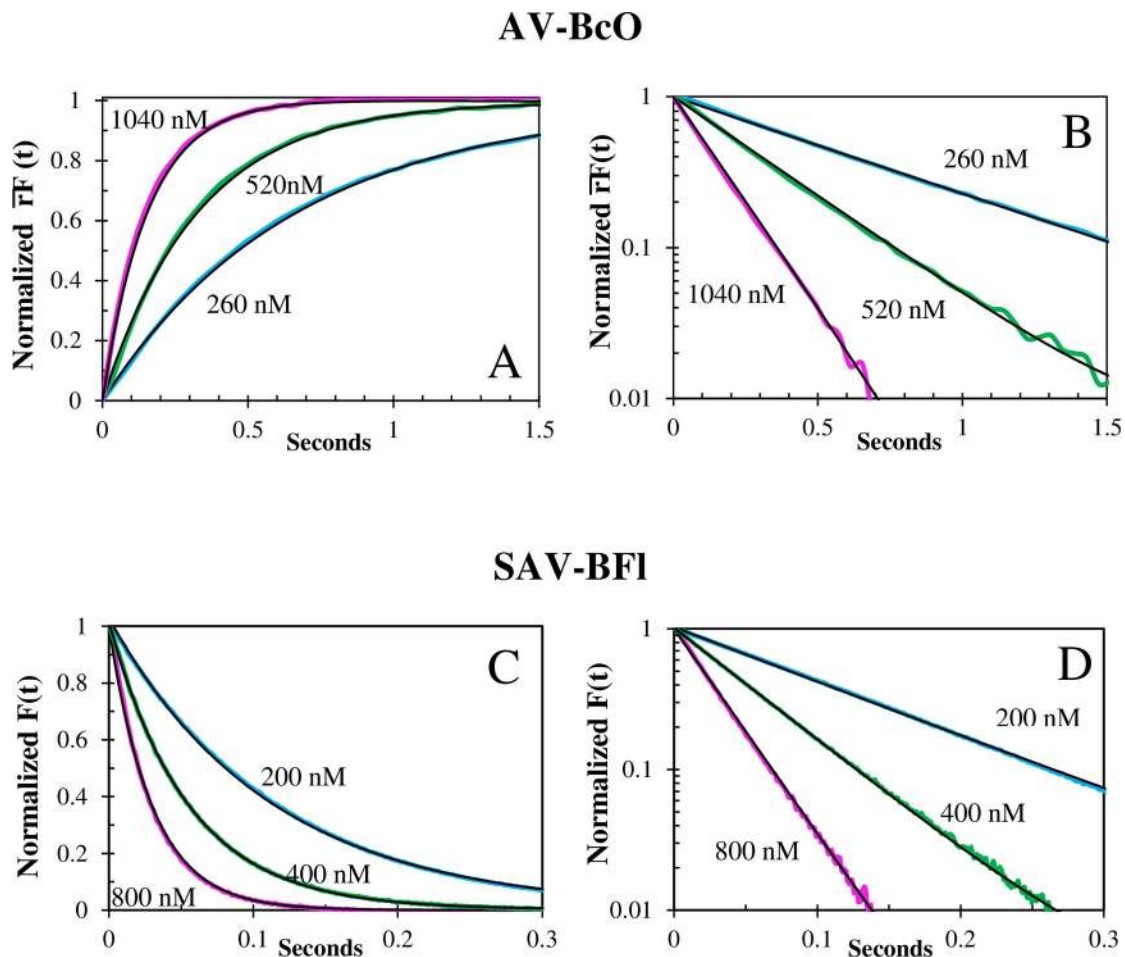 AV-BcO
Normalized r̅F (t)
1
0.8
0.6
0.4
0.2
0
1040 nM
520nM
260 nM
A
0
0.5
1
1.5
Seconds
Normalized r̅F(t)
1
0.1
0.01
B
260 nM
520 nM
1040 nM
0
0.5
1
1.5
Seconds
SAV-BFl
Normalized F(t)
1
0.8
0.6
0.4
0.2
0
C
200 nM
400 nM
800 nM
0
0.1
0.2
0.3
Seconds
Normalized F(t)
1
0.1
0.01
D
200 nM
400 nM
800 nM
0
0.1
0.2
0.3
Seconds